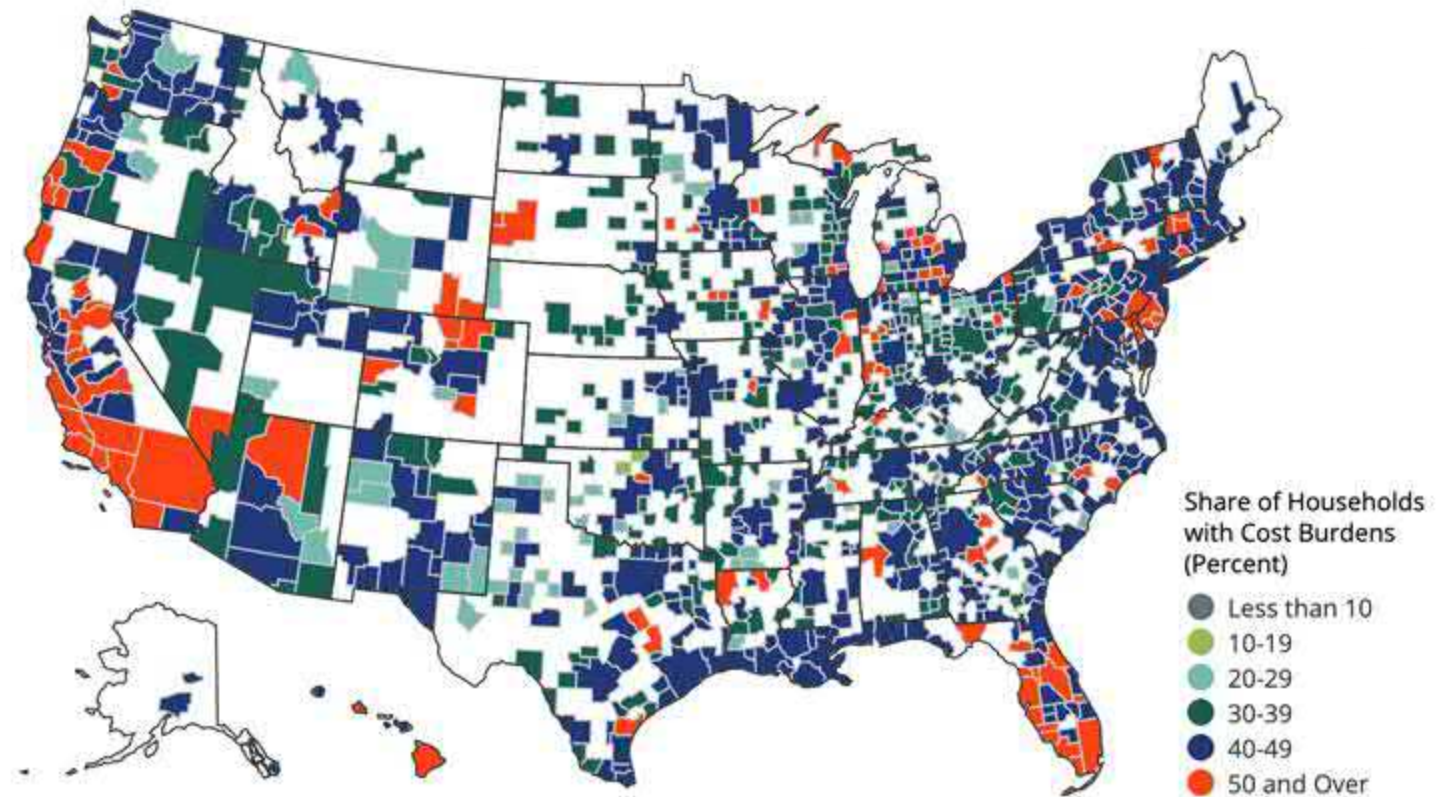 Share of Households
with Cost Burdens
(Percent)
Less than 10
10-19
20-29
30-39
40-49
50 and Over